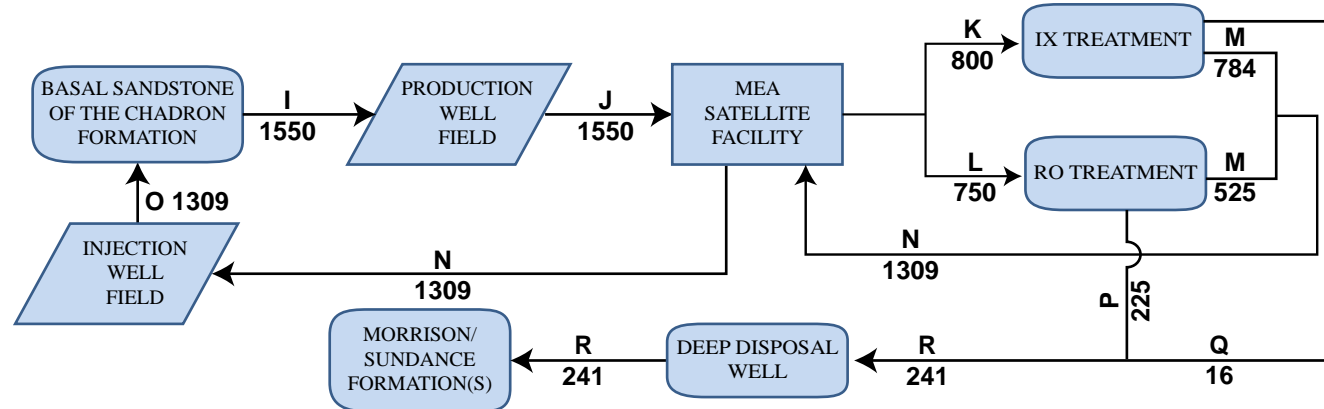 BASAL SANDSTONE
OF THE CHADRON
FORMATION
I
1550
PRODUCTION
WELL
FIELD
J
1550
MEA
SATELLITE
FACILITY
K
800
IX TREATMENT
M
784
L
750
RO TREATMENT
M
525
O 1309
INJECTION
WELL
FIELD
N
1309
N
1309
P
225
MORRISON/
SUNDANCE
FORMATION(S)
R
241
DEEP DISPOSAL
WELL
R
241
Q
16